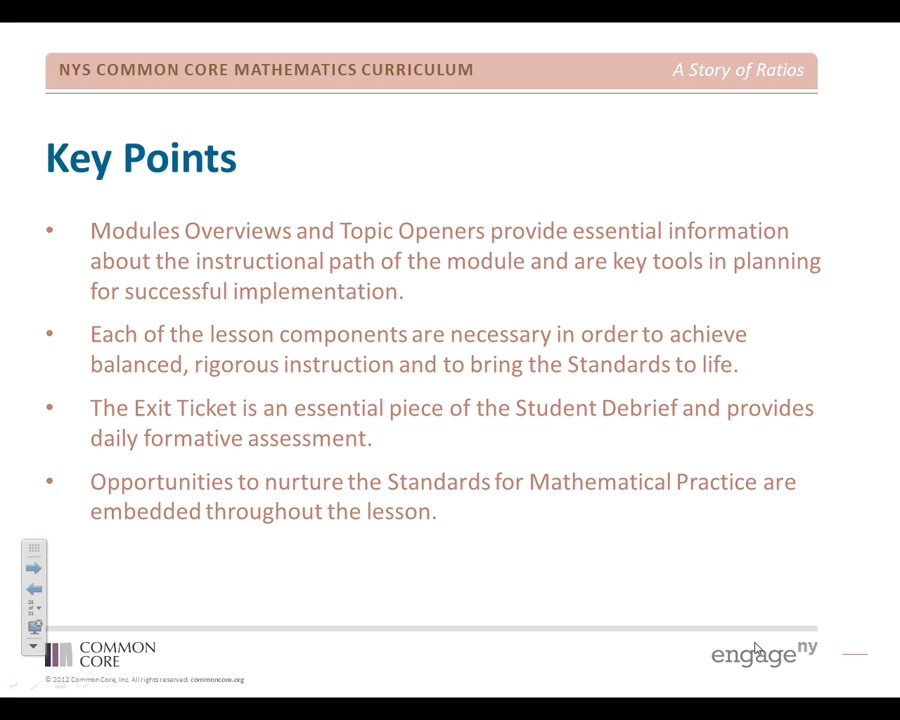 NYS COMMON CORE MATHEMATICS CURRICULUM
A Story of Ratios
Key Points
• Modules Overviews and Topic Openers provide essential information
about the instructional path of the module and are key tools in planning
for successful implementation.
• Each of the lesson components are necessary in order to achieve
balanced, rigorous instruction and to bring the Standards to life.
• The Exit Ticket is an essential piece of the Student Debrief and provides
daily formative assessment.
• Opportunities to nurture the Standards for Mathematical Practice are
embedded throughout the lesson.
COMMON
CORE
engage ny
© 2012 Common Core, Inc. All rights reserved. commoncore.org